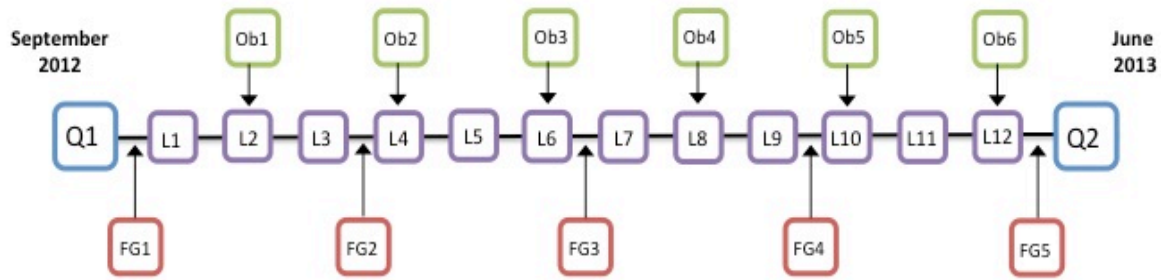 Ob1 Ob2 Ob3 Ob4 Ob5 Ob6
September
2012
June
2013
Q1 L1 L2 L3 L4 L5 L6 L7 L8 L9 L10 L11 L12 Q2
FG1 FG2 FG3 FG4 FG5